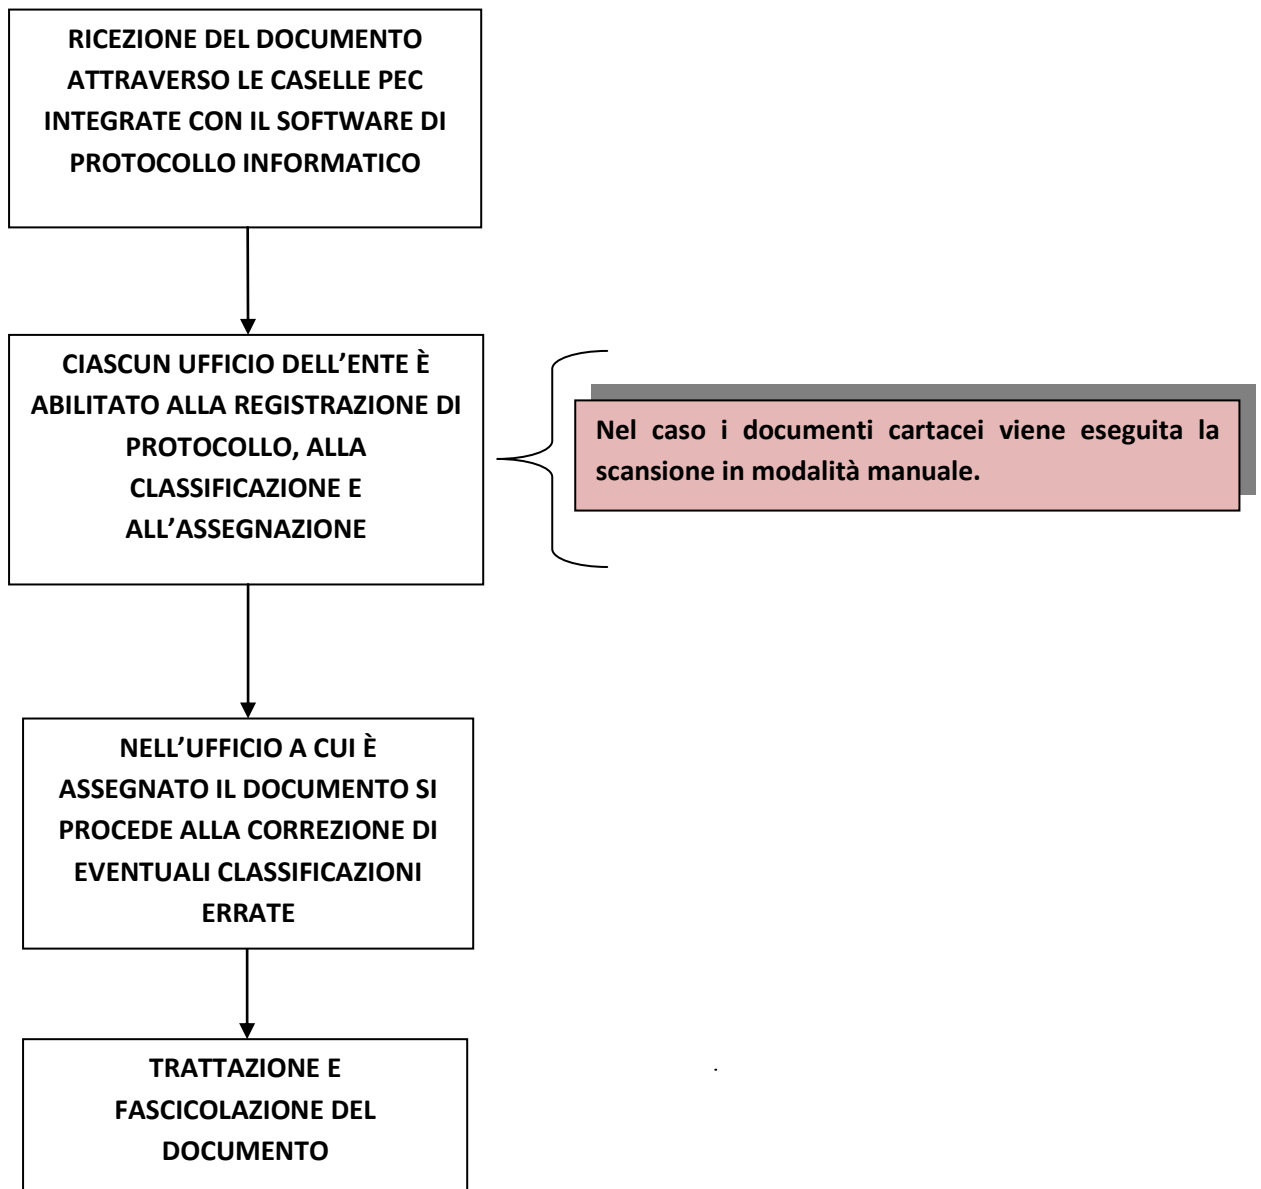 RICEZIONE DEL DOCUMENTO
ATTRAVERSO LE CASELLE PEC
INTEGRATE CON IL SOFTWARE DI
PROTOCOLLO INFORMATICO
CIASCUN UFFICIO DELL’ENTE È
ABILITATO ALLA REGISTRAZIONE DI
PROTOCOLLO, ALLA
CLASSIFICAZIONE E
ALL’ASSEGNAZIONE
Nel caso i documenti cartacei viene eseguita la
scansione in modalità manuale.
NELL’UFFICIO A CUI È
ASSEGNATO IL DOCUMENTO SI
PROCEDE ALLA CORREZIONE DI
EVENTUALI CLASSIFICAZIONI
ERRATE
TRATTAZIONE E
FASCICOLAZIONE DEL
DOCUMENTO